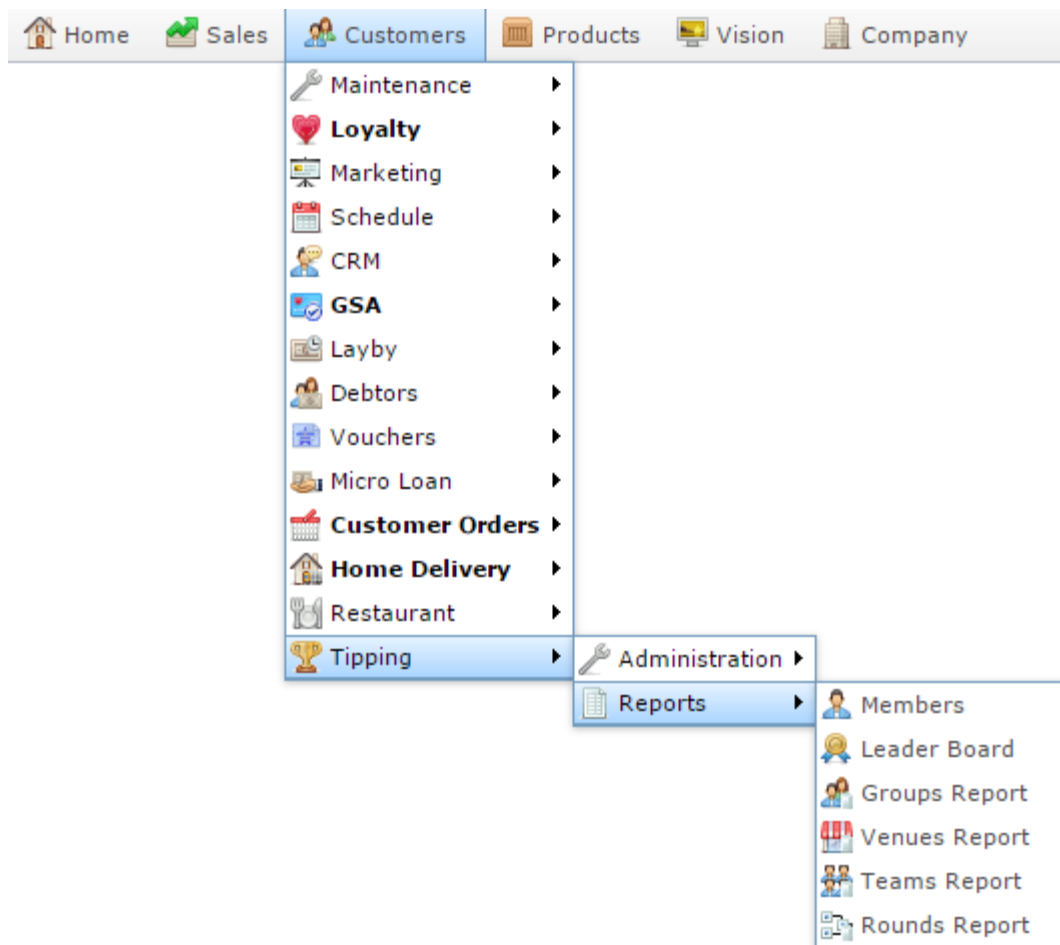 Home Sales Customers Products Vision Company
Maintenance
Loyalty
Marketing
Schedule
CRM
GSA
Layby
Debtors
Vouchers
Micro Loan
Customer Orders
Home Delivery
Restaurant
Tipping Administration
Reports Members
Leader Board
Groups Report
Venues Report
Teams Report
Rounds Report